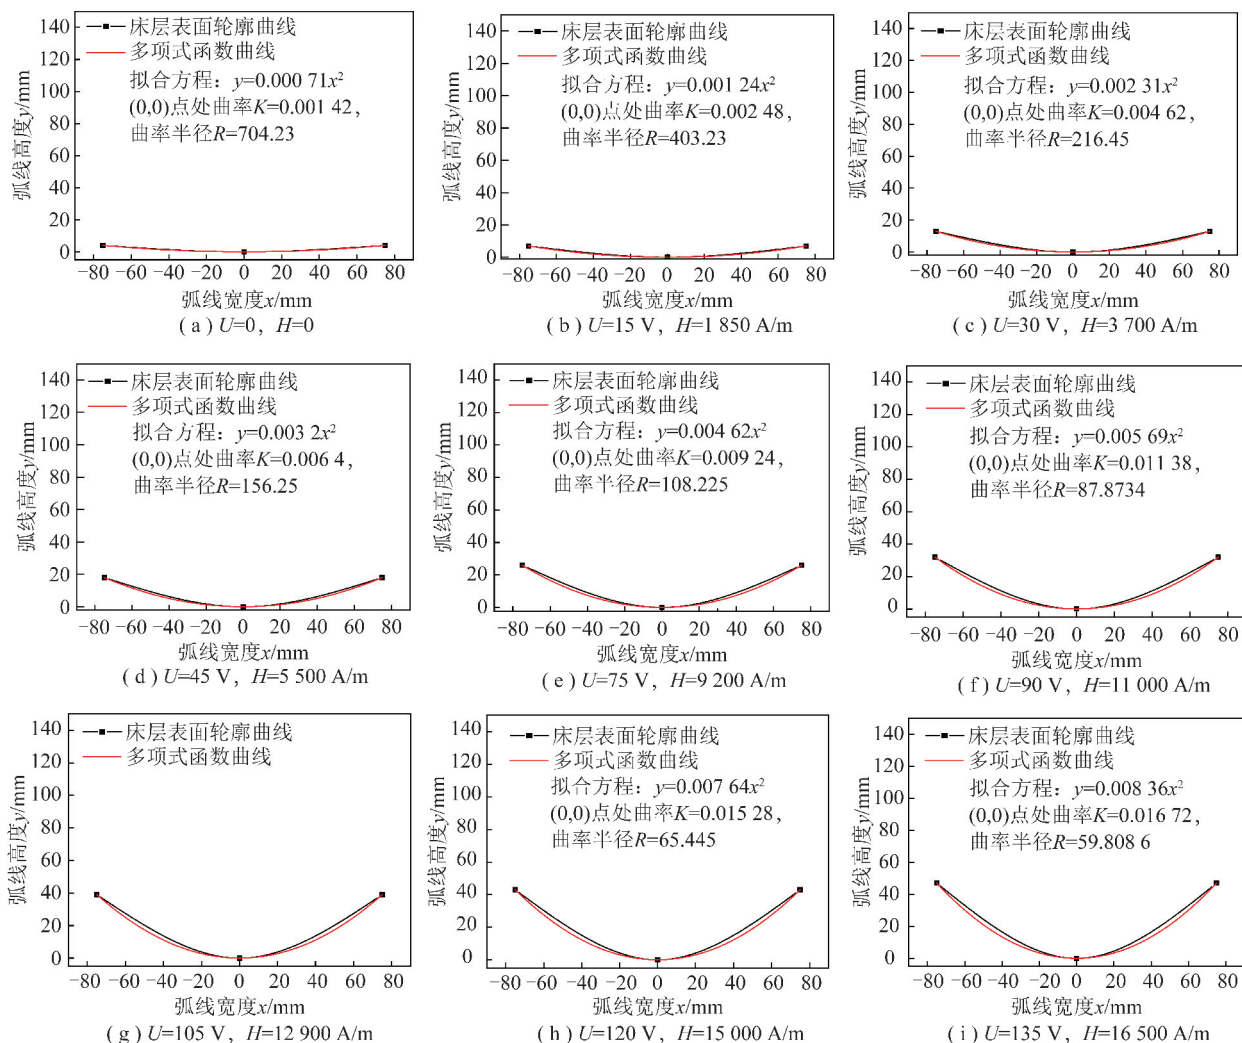 弧线高度y/mm
140
120
100
80
60
40
20
0
床层表面轮廓曲线
多项式函数曲线
拟合方程：y=0.000 71x²
(0,0)点处曲率K=0.001 42，
曲率半径R=704.23
−80 −60 −40 −20 0 20 40 60 80
弧线宽度x/mm
(a) U=0，H=0
弧线高度y/mm
140
120
100
80
60
40
20
0
床层表面轮廓曲线
多项式函数曲线
拟合方程：y=0.001 24x²
(0,0)点处曲率K=0.002 48，
曲率半径R=403.23
−80 −60 −40 −20 0 20 40 60 80
弧线宽度x/mm
(b) U=15 V，H=1 850 A/m
弧线高度y/mm
140
120
100
80
60
40
20
0
床层表面轮廓曲线
多项式函数曲线
拟合方程：y=0.002 31x²
(0,0)点处曲率K=0.004 62，
曲率半径R=216.45
−80 −60 −40 −20 0 20 40 60 80
弧线宽度x/mm
(c) U=30 V，H=3 700 A/m
弧线高度y/mm
140
120
100
80
60
40
20
0
床层表面轮廓曲线
多项式函数曲线
拟合方程：y=0.003 2x²
(0,0)点处曲率K=0.006 4，
曲率半径R=156.25
−80 −60 −40 −20 0 20 40 60 80
弧线宽度x/mm
(d) U=45 V，H=5 500 A/m
弧线高度y/mm
140
120
100
80
60
40
20
0
床层表面轮廓曲线
多项式函数曲线
拟合方程：y=0.004 62x²
(0,0)点处曲率K=0.009 24，
曲率半径R=108.225
−80 −60 −40 −20 0 20 40 60 80
弧线宽度x/mm
(e) U=75 V，H=9 200 A/m
弧线高度y/mm
140
120
100
80
60
40
20
0
床层表面轮廓曲线
多项式函数曲线
拟合方程：y=0.005 69x²
(0,0)点处曲率K=0.011 38，
曲率半径R=87.8734
−80 −60 −40 −20 0 20 40 60 80
弧线宽度x/mm
(f) U=90 V，H=11 000 A/m
弧线高度y/mm
140
120
100
80
60
40
20
0
床层表面轮廓曲线
多项式函数曲线
−80 −60 −40 −20 0 20 40 60 80
弧线宽度x/mm
(g) U=105 V，H=12 900 A/m
弧线高度y/mm
140
120
100
80
60
40
20
0
床层表面轮廓曲线
多项式函数曲线
拟合方程：y=0.007 64x²
(0,0)点处曲率K=0.015 28，
曲率半径R=65.445
−80 −60 −40 −20 0 20 40 60 80
弧线宽度x/mm
(h) U=120 V，H=15 000 A/m
弧线高度y/mm
140
120
100
80
60
40
20
0
床层表面轮廓曲线
多项式函数曲线
拟合方程：y=0.008 36x²
(0,0)点处曲率K=0.016 72，
曲率半径R=59.808 6
−80 −60 −40 −20 0 20 40 60 80
弧线宽度x/mm
(i) U=135 V，H=16 500 A/m